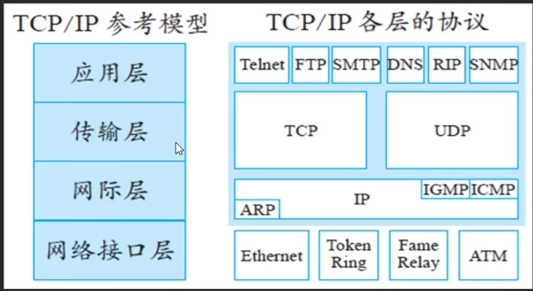 TCP/IP 参考模型
TCP/IP 各层的协议
应用层
Telnet FTP SMTP DNS RIP SNMP
传输层
TCP UDP
网际层
IGMP ICMP
IP
ARP
网络接口层
Ethernet Token Ring Fame Relay ATM